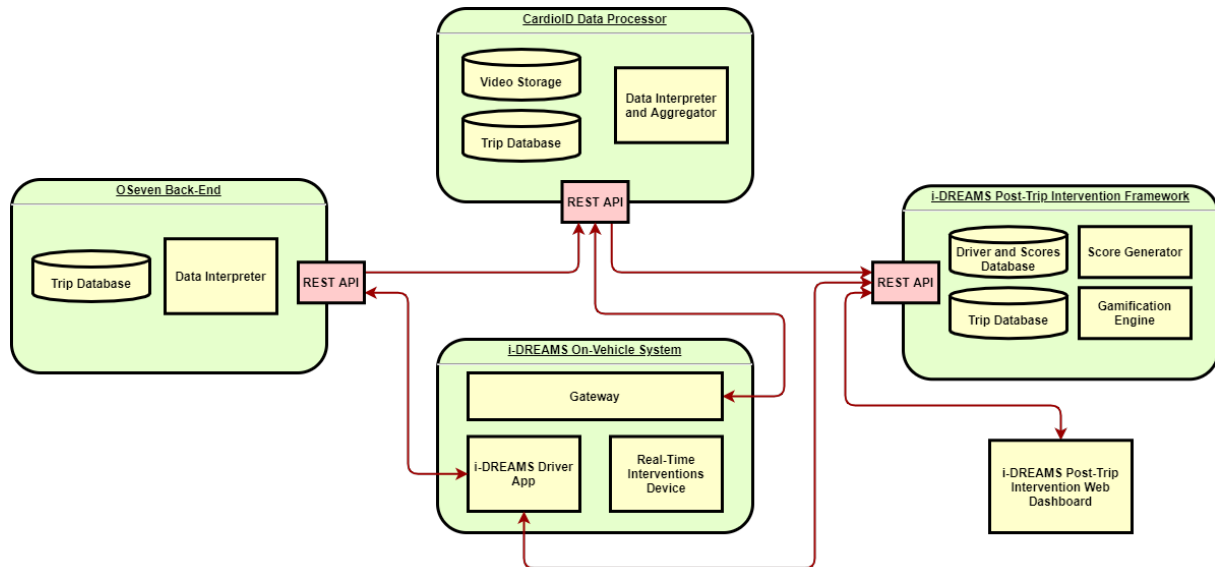 CardioID Data Processor
Video Storage
Trip Database
Data Interpreter
and Aggregator
REST API
OSeven Back-End
Trip Database
Data Interpreter
REST API
i-DREAMS Post-Trip Intervention Framework
Driver and Scores
Database
Score Generator
Trip Database
Gamification
Engine
REST API
i-DREAMS On-Vehicle System
Gateway
i-DREAMS Driver
App
Real-Time
Interventions
Device
i-DREAMS Post-Trip
Intervention Web
Dashboard